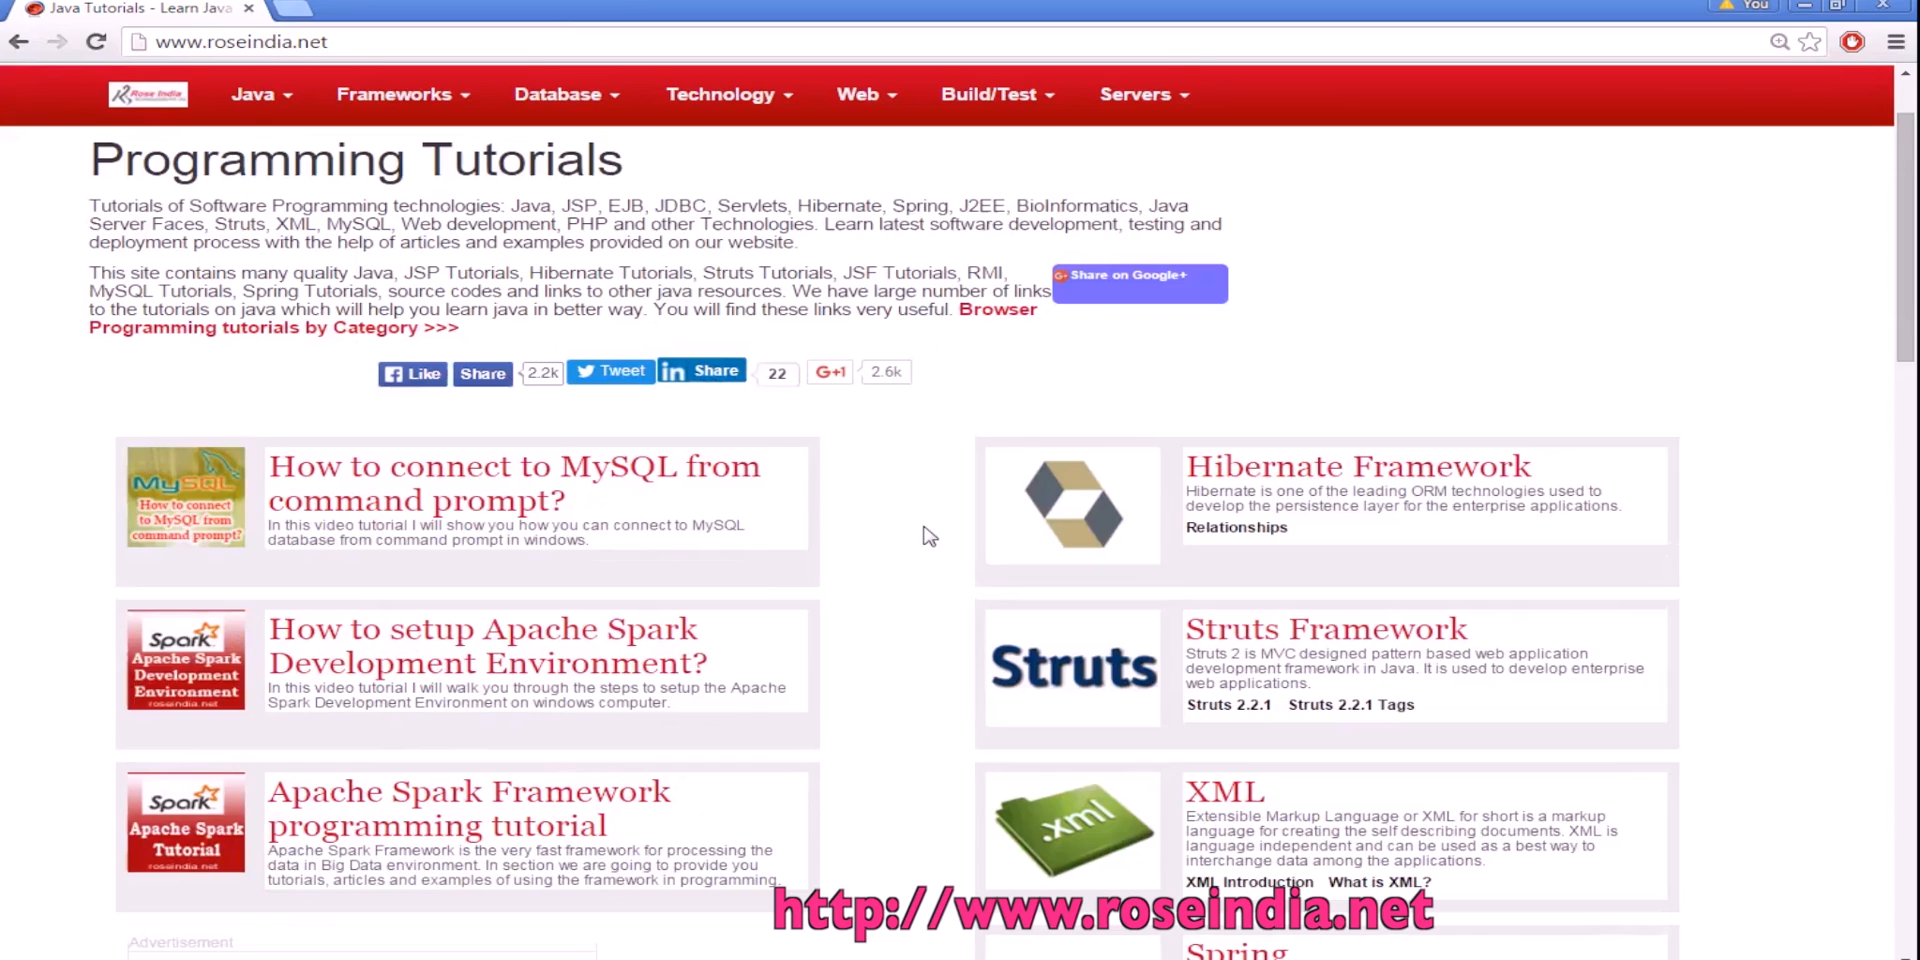 Java Tutorials - Learn Java
You
www.roseindia.net
Rose India
Java
Frameworks
Database
Technology
Web
Build/Test
Servers
Programming Tutorials
Tutorials of Software Programming technologies: Java, JSP, EJB, JDBC, Servlets, Hibernate, Spring, J2EE, BioInformatics, Java
Server Faces, Struts, XML, MySQL, Web development, PHP and other Technologies. Learn latest software development, testing and
deployment process with the help of articles and examples provided on our website.
This site contains many quality Java, JSP Tutorials, Hibernate Tutorials, Struts Tutorials, JSF Tutorials, RMI,
MySQL Tutorials, Spring Tutorials, source codes and links to other java resources. We have large number of links
to the tutorials on java which will help you learn java in better way. You will find these links very useful. Browser
Programming tutorials by Category >>>
G+ Share on Google+
Like
Share
2.2k
Tweet
in Share
22
G+1
2.6k
MySQL
How to connect
to MySQL from
command prompt?
How to connect to MySQL from
command prompt?
In this video tutorial I will show you how you can connect to MySQL
database from command prompt in windows.
Hibernate Framework
Hibernate is one of the leading ORM technologies used to
develop the persistence layer for the enterprise applications.
Relationships
Spark
Apache Spark
Development
Environment
roseindia.net
How to setup Apache Spark
Development Environment?
In this video tutorial I will walk you through the steps to setup the Apache
Spark Development Environment on windows computer.
Struts
Struts Framework
Struts 2 is MVC designed pattern based web application
development framework in Java. It is used to develop enterprise
web applications.
Struts 2.2.1 Struts 2.2.1 Tags
Spark
Apache Spark
Tutorial
roseindia.net
Apache Spark Framework
programming tutorial
Apache Spark Framework is the very fast framework for processing the
data in Big Data environment. In section we are going to provide you
tutorials, articles and examples of using the framework in programming.
.xml
XML
Extensible Markup Language or XML for short is a markup
language for creating the self describing documents. XML is
language independent and can be used as a best way to
interchange data among the applications.
XML Introduction What is XML?
http://www.roseindia.net
Advertisement
Spring